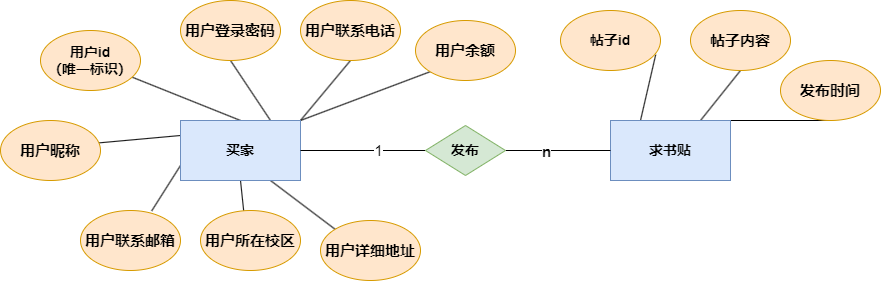 用户登录密码
用户联系电话
用户id
(唯一标识)
用户余额
帖子id
帖子内容
发布时间
用户昵称
买家
1
发布
n
求书贴
用户联系邮箱
用户所在校区
用户详细地址